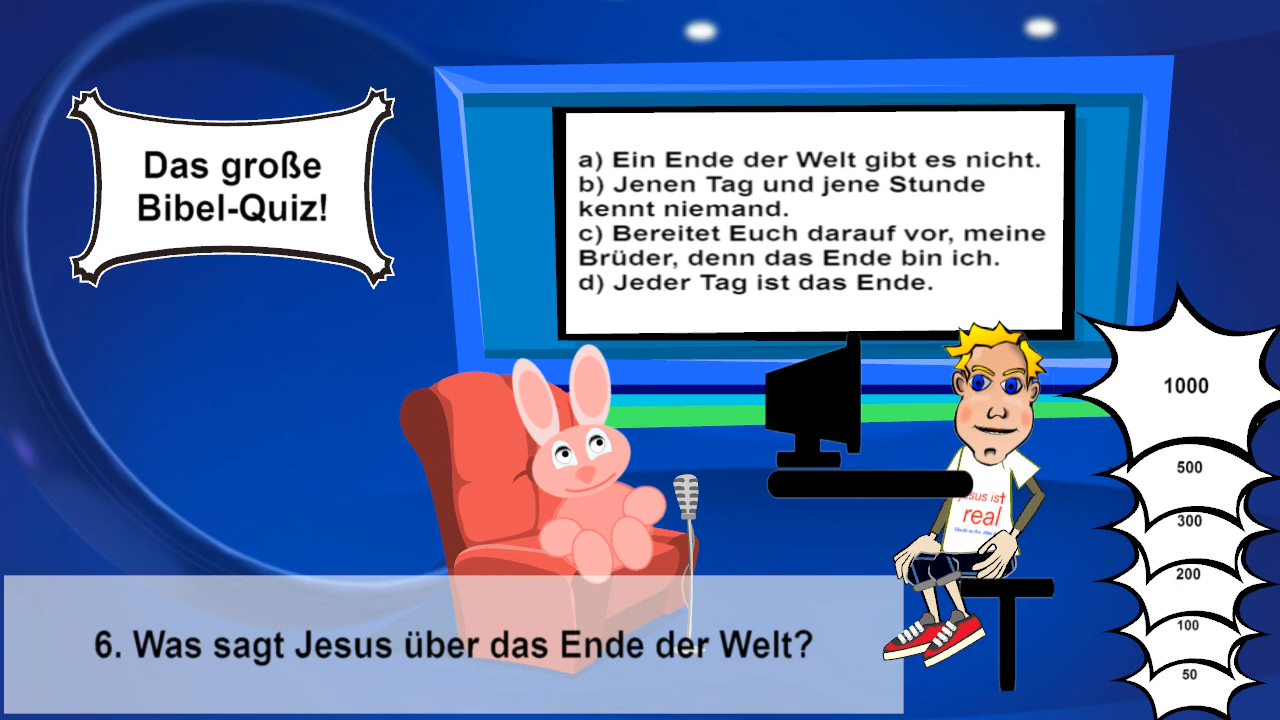 Das große
Bibel-Quiz!
a) Ein Ende der Welt gibt es nicht.
b) Jenen Tag und jene Stunde
kennt niemand.
c) Bereitet Euch darauf vor, meine
Brüder, denn das Ende bin ich.
d) Jeder Tag ist das Ende.
1000
500
300
200
100
50
ist
real
6. Was sagt Jesus über das Ende der Welt?